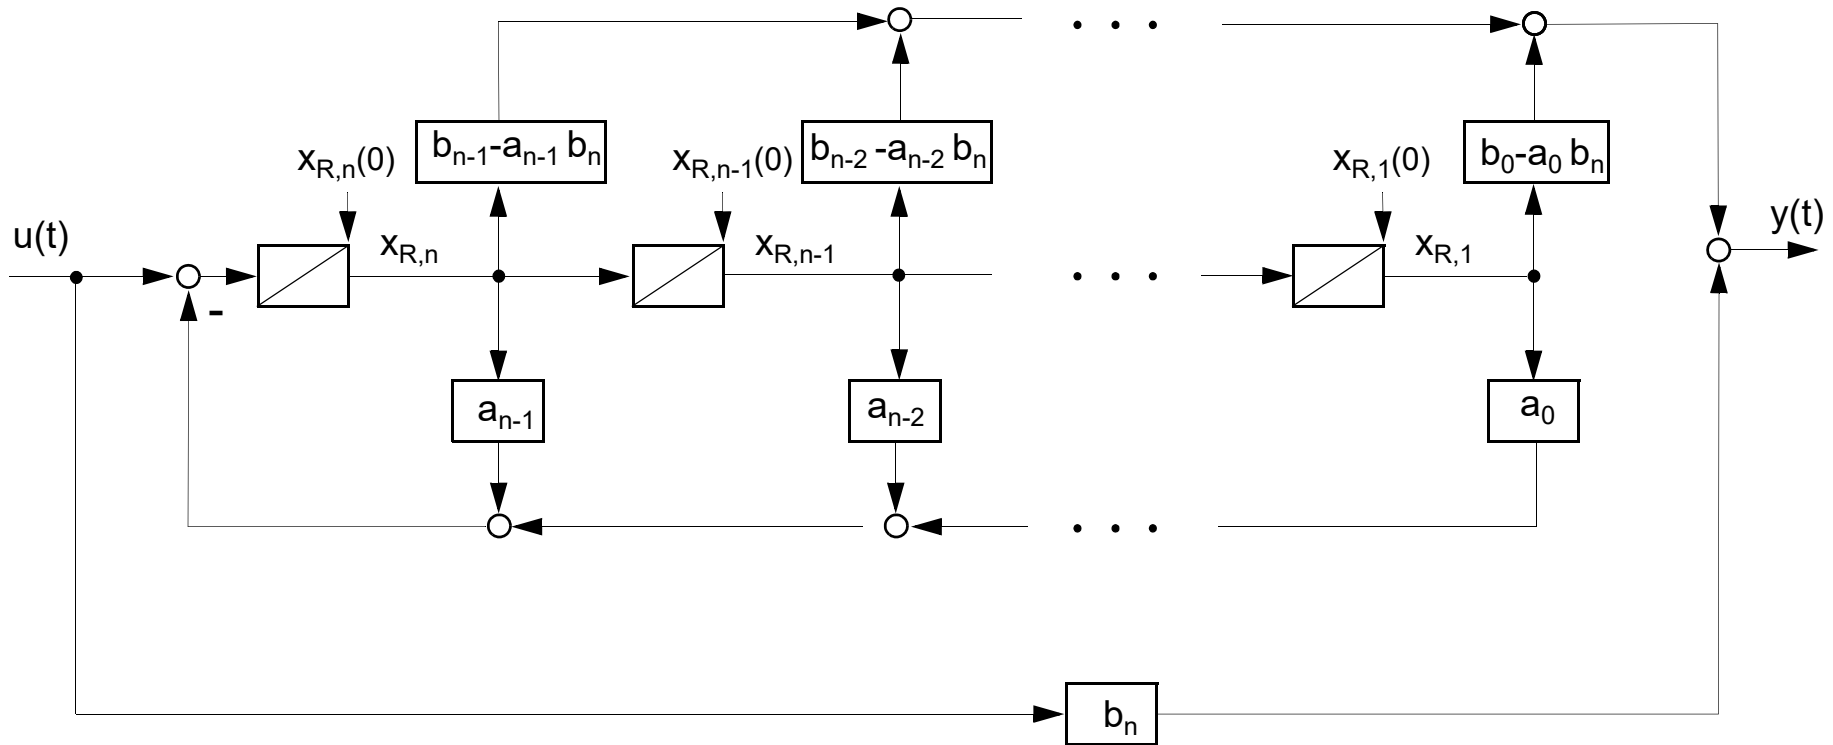 b_{n-1}-a_{n-1} b_n
b_{n-2} -a_{n-2} b_n
b_0-a_0 b_n
x_{R,n}(0)
x_{R,n-1}(0)
x_{R,1}(0)
u(t)
x_{R,n}
x_{R,n-1}
. . .
x_{R,1}
y(t)
-
a_{n-1}
a_{n-2}
a_0
. . .
b_n